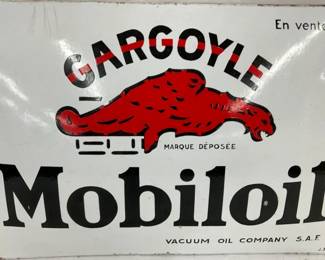 En vente
GARGOYLE
MARQUE DÉPOSÉE
Mobiloil
VACUUM OIL COMPANY S.A.F.